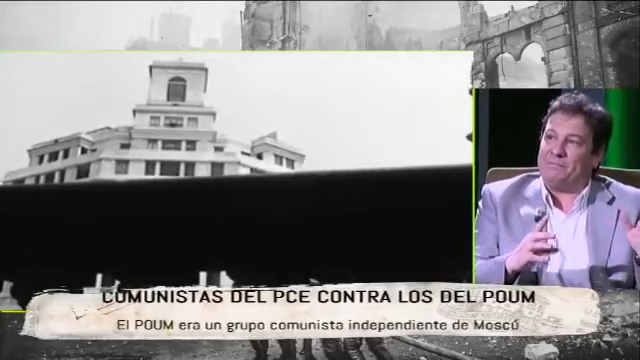 COMUNISTAS DEL PCE CONTRA LOS DEL POUM
El POUM era un grupo comunista independiente de Moscú